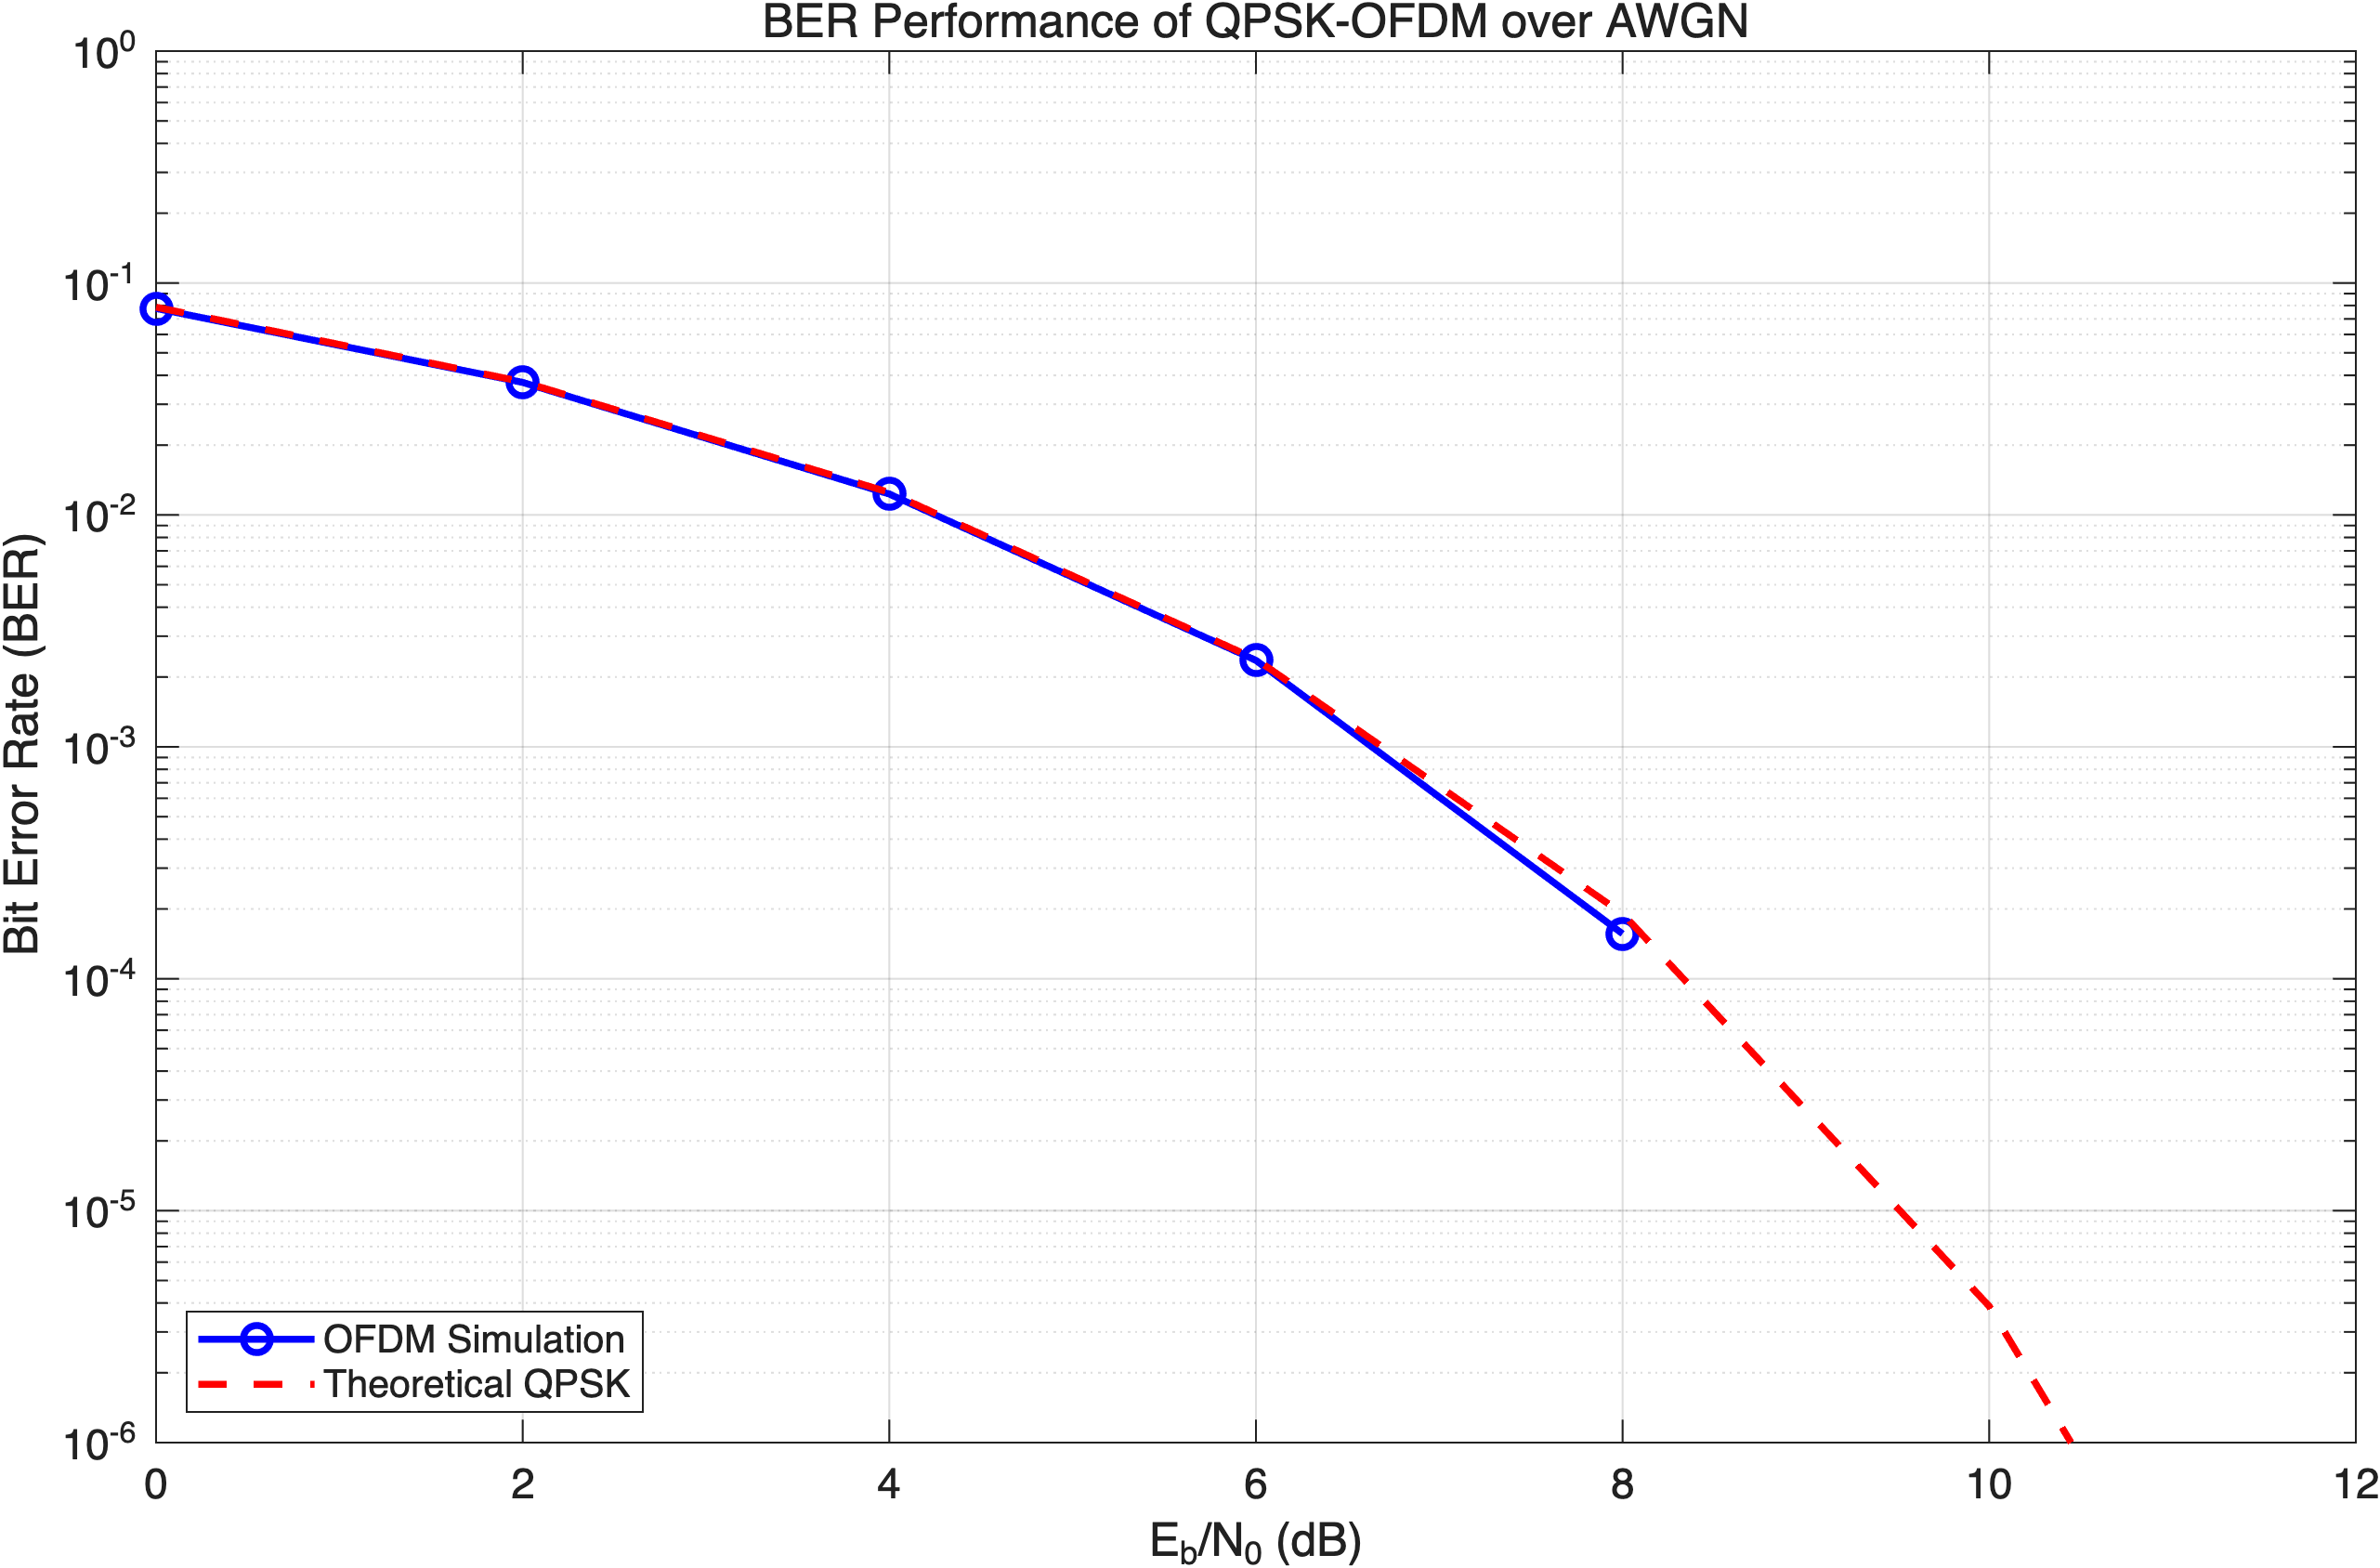 BER Performance of QPSK-OFDM over AWGN
Bit Error Rate (BER)
10^0
10^-1
10^-2
10^-3
10^-4
10^-5
10^-6
OFDM Simulation
Theoretical QPSK
0 2 4 6 8 10 12
E_b/N_0 (dB)